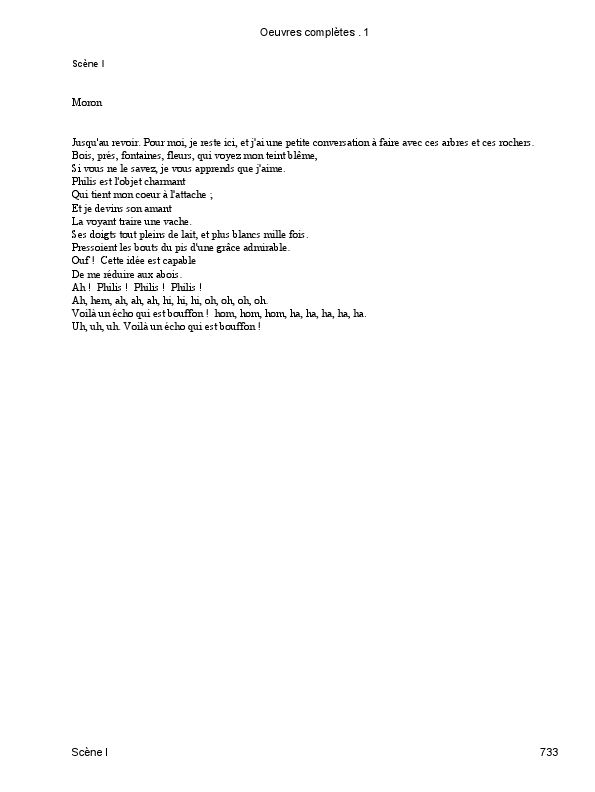 Oeuvres complètes . 1
Scène I
Moron
Jusqu'au revoir. Pour moi, je reste ici, et j'ai une petite conversation à faire avec ces arbres et ces rochers.
Bois, prés, fontaines, fleurs, qui voyez mon teint blême,
Si vous ne le savez, je vous apprends que j'aime.
Philis est l'objet charmant
Qui tient mon coeur à l'attache ;
Et je devins son amant
La voyant traire une vache.
Ses doigts tout pleins de lait, et plus blancs mille fois.
Pressoient les bouts du pis d'une grâce admirable.
Ouf ! Cette idée est capable
De me réduire aux abois.
Ah ! Philis ! Philis ! Philis !
Ah, hem, ah, ah, ah, hi, hi, hi, oh, oh, oh, oh.
Voilà un écho qui est bouffon ! hom, hom, hom, ha, ha, ha, ha, ha.
Uh, uh, uh. Voilà un écho qui est bouffon !
Scène I
733